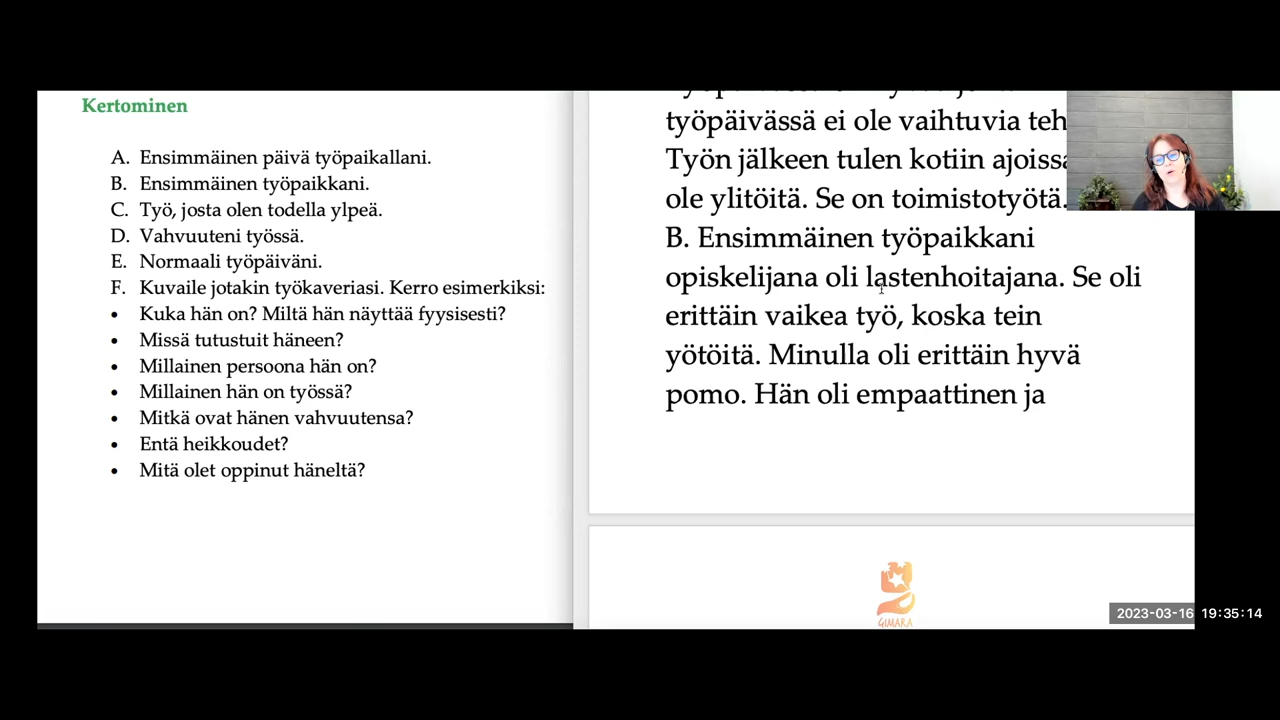 Kertominen
A. Ensimmäinen päivä työpaikallani.
B. Ensimmäinen työpaikkani.
C. Työ, josta olen todella ylpeä.
D. Vahvuuteni työssä.
E. Normaali työpäiväni.
F. Kuvaile jotakin työkaveriasi. Kerro esimerkiksi:
• Kuka hän on? Miltä hän näyttää fyysisesti?
• Missä tutustuit häneen?
• Millainen persoona hän on?
• Millainen hän on työssä?
• Mitkä ovat hänen vahvuutensa?
• Entä heikkoudet?
• Mitä olet oppinut häneltä?
työpäivässä ei ole vaihtuvia teh
Työn jälkeen tulen kotiin ajoissa
ole ylitöitä. Se on toimistotyötä.
B. Ensimmäinen työpaikkani
opiskelijana oli lastenhoitajana. Se oli
erittäin vaikea työ, koska tein
yötöitä. Minulla oli erittäin hyvä
pomo. Hän oli empaattinen ja
GIMARA
2023-03-16 19:35:14